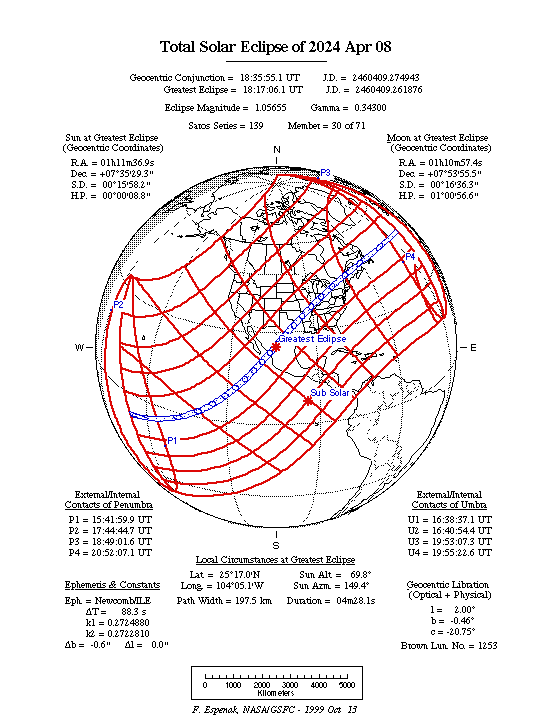 Total Solar Eclipse of 2024 Apr 08
Geocentric Conjunction = 18:35:55.1 UT J.D. = 2460409.274943
Greatest Eclipse = 18:17:06.1 UT J.D. = 2460409.261876
Eclipse Magnitude = 1.05655 Gamma = 0.34300
Saros Series = 139 Member = 30 of 71
Sun at Greatest Eclipse
(Geocentric Coordinates)
R.A. = 01h11m36.9s
Dec. = +07°35'29.3"
S.D. = 00°15'58.2"
H.P. = 00°00'08.8"
Moon at Greatest Eclipse
(Geocentric Coordinates)
R.A. = 01h10m57.4s
Dec. = +07°53'55.5"
S.D. = 00°16'36.3"
H.P. = 01°00'56.6"
N
P3
P4
P2
W
E
Greatest Eclipse
Sub Solar
P1
S
External/Internal
Contacts of Penumbra
P1 = 15:41:59.9 UT
P2 = 17:44:44.7 UT
P3 = 18:49:01.6 UT
P4 = 20:52:07.1 UT
External/Internal
Contacts of Umbra
U1 = 16:38:37.1 UT
U2 = 16:40:54.4 UT
U3 = 19:53:07.3 UT
U4 = 19:55:22.6 UT
Local Circumstances at Greatest Eclipse
Lat. = 25°17.0'N Sun Alt. = 69.8°
Long. = 104°05.1'W Sun Azm. = 149.4°
Path Width = 197.5 km Duration = 04m28.1s
Ephemeris & Constants
Eph. = Newcomb/ILE
ΔT = 88.3 s
k1 = 0.2724880
k2 = 0.2722810
Δb = -0.6" Δl = 0.0"
Geocentric Libration
(Optical + Physical)
l = 2.00°
b = -0.46°
c = -20.75°
Brown Lun. No. = 1253
0 1000 2000 3000 4000 5000
Kilometers
F. Espenak, NASA/GSFC - 1999 Oct 13